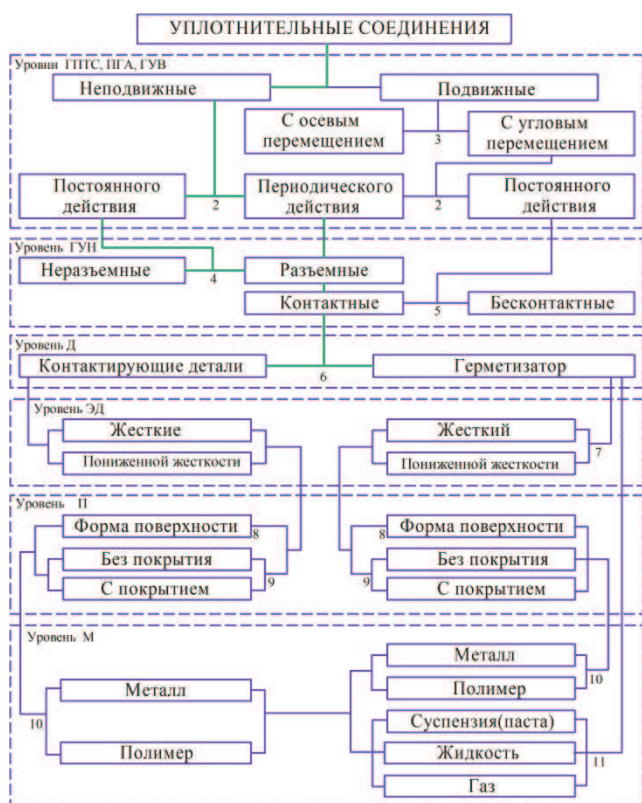 УПЛОТНИТЕЛЬНЫЕ СОЕДИНЕНИЯ
Уровни ГПТС, ПГА, ГУВ
Неподвижные
Подвижные
С осевым
перемещением
3
С угловым
перемещением
Постоянного
действия
2
Периодического
действия
2
Постоянного
действия
Уровень ГУН
Неразъемные
4
Разъемные
Контактные
5
Бесконтактные
Уровень Д
Контактирующие детали
6
Герметизатор
Уровень ЭД
Жесткие
Пониженной жесткости
Жесткий
Пониженной жесткости
7
Уровень П
Форма поверхности
8
Без покрытия
С покрытием
9
8
Форма поверхности
9
Без покрытия
С покрытием
Уровень М
10
Металл
Полимер
Металл
Полимер
10
Суспензия(паста)
Жидкость
Газ
11